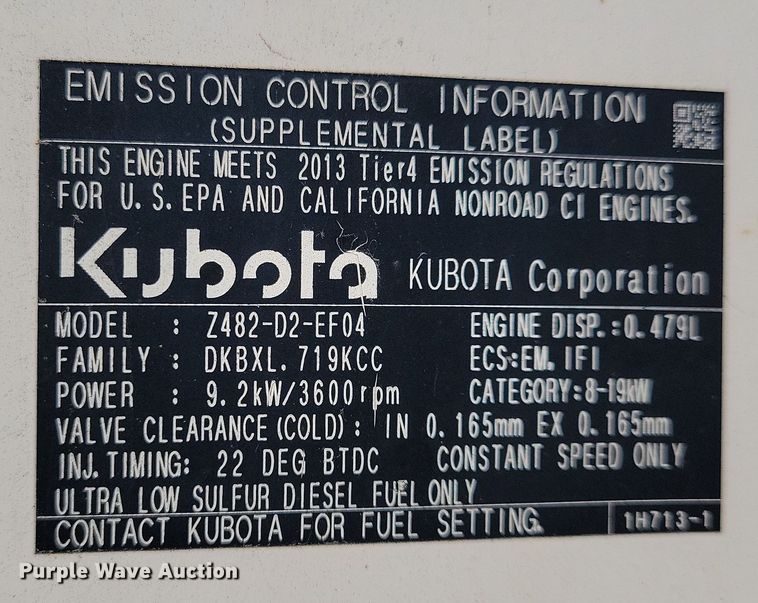 EMISSION CONTROL INFORMATION
(SUPPLEMENTAL LABEL)
THIS ENGINE MEETS 2013 Tier4 EMISSION REGULATIONS
FOR U.S. EPA AND CALIFORNIA NONROAD CI ENGINES.
Kubota KUBOTA Corporation
MODEL : Z482-D2-EF04 ENGINE DISP.:0.479L
FAMILY : DKBXL.719KCC ECS:EM, IFI
POWER : 9.2kW/3600rpm CATEGORY:8-19kW
VALVE CLEARANCE(COLD): IN 0.165mm EX 0.165mm
INJ.TIMING: 22 DEG BTDC CONSTANT SPEED ONLY
ULTRA LOW SULFUR DIESEL FUEL ONLY
CONTACT KUBOTA FOR FUEL SETTING. 1H713-1
Purple Wave Auction